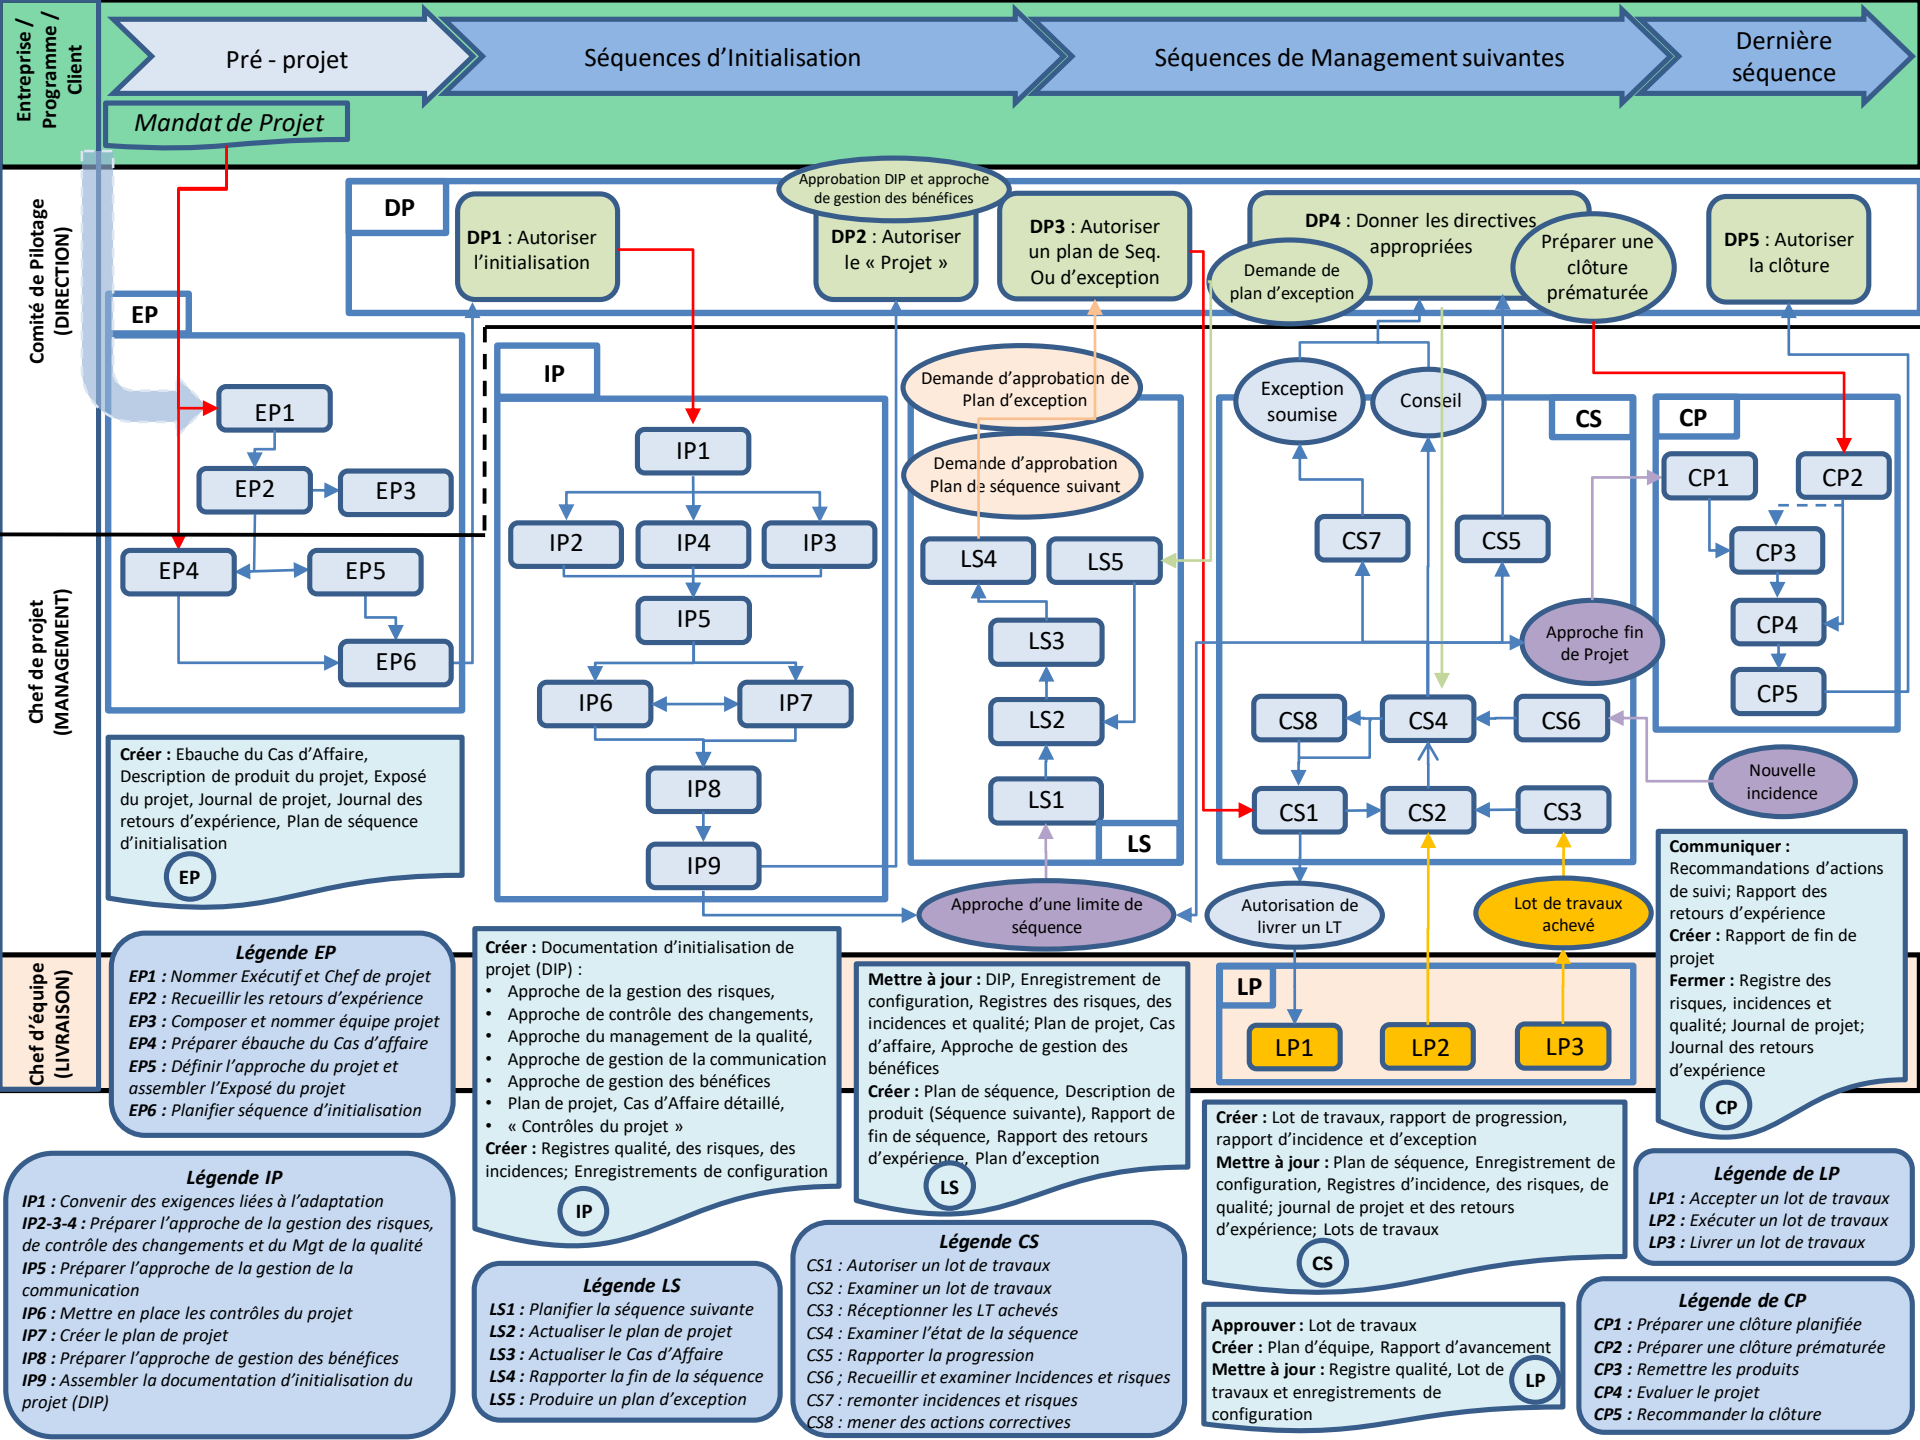 Entreprise /
Programme /
Client
Pré - projet
Séquences d’Initialisation
Séquences de Management suivantes
Dernière
séquence
Mandat de Projet
Comité de Pilotage
(DIRECTION)
DP
DP1 : Autoriser
l’initialisation
Approbation DIP et approche
de gestion des bénéfices
DP2 : Autoriser
le « Projet »
DP3 : Autoriser
un plan de Seq.
Ou d’exception
DP4 : Donner les directives
appropriées
Demande de
plan d’exception
Préparer une
clôture
prématurée
DP5 : Autoriser
la clôture
EP
EP1
EP2
EP3
EP4
EP5
EP6
Chef de projet
(MANAGEMENT)
IP
IP1
IP2
IP4
IP3
IP5
IP6
IP7
IP8
IP9
Demande d’approbation de
Plan d’exception
Demande d’approbation
Plan de séquence suivant
LS4
LS5
LS3
LS2
LS1
LS
Approche d’une limite de
séquence
Exception
soumise
Conseil
CS
CS7
CS5
CS8
CS4
CS6
CS1
CS2
CS3
Approche fin
de Projet
Nouvelle
incidence
Autorisation de
livrer un LT
Lot de travaux
achevé
CP
CP1
CP2
CP3
CP4
CP5
Chef d’équipe
(LIVRAISON)
LP
LP1
LP2
LP3
Créer : Ebauche du Cas d’Affaire,
Description de produit du projet, Exposé
du projet, Journal de projet, Journal des
retours d’expérience, Plan de séquence
d’initialisation
EP
Légende EP
EP1 : Nommer Exécutif et Chef de projet
EP2 : Recueillir les retours d’expérience
EP3 : Composer et nommer équipe projet
EP4 : Préparer ébauche du Cas d’affaire
EP5 : Définir l’approche du projet et
assembler l’Exposé du projet
EP6 : Planifier séquence d’initialisation
Légende IP
IP1 : Convenir des exigences liées à l’adaptation
IP2-3-4 : Préparer l’approche de la gestion des risques,
de contrôle des changements et du Mgt de la qualité
IP5 : Préparer l’approche de la gestion de la
communication
IP6 : Mettre en place les contrôles du projet
IP7 : Créer le plan de projet
IP8 : Préparer l’approche de gestion des bénéfices
IP9 : Assembler la documentation d’initialisation du
projet (DIP)
Créer : Documentation d’initialisation de
projet (DIP) :
• Approche de la gestion des risques,
• Approche de contrôle des changements,
• Approche du management de la qualité,
• Approche de gestion de la communication
• Approche de gestion des bénéfices
• Plan de projet, Cas d’Affaire détaillé,
• « Contrôles du projet »
Créer : Registres qualité, des risques, des
incidences; Enregistrements de configuration
IP
Légende LS
LS1 : Planifier la séquence suivante
LS2 : Actualiser le plan de projet
LS3 : Actualiser le Cas d’Affaire
LS4 : Rapporter la fin de la séquence
LS5 : Produire un plan d’exception
Mettre à jour : DIP, Enregistrement de
configuration, Registres des risques, des
incidences et qualité; Plan de projet, Cas
d’affaire, Approche de gestion des
bénéfices
Créer : Plan de séquence, Description de
produit (Séquence suivante), Rapport de
fin de séquence, Rapport des retours
d’expérience, Plan d’exception
LS
Légende CS
CS1 : Autoriser un lot de travaux
CS2 : Examiner un lot de travaux
CS3 : Réceptionner les LT achevés
CS4 : Examiner l’état de la séquence
CS5 : Rapporter la progression
CS6 ; Recueillir et examiner Incidences et risques
CS7 : remonter incidences et risques
CS8 : mener des actions correctives
Créer : Lot de travaux, rapport de progression,
rapport d’incidence et d’exception
Mettre à jour : Plan de séquence, Enregistrement de
configuration, Registres d’incidence, des risques, de
qualité; journal de projet et des retours
d’expérience; Lots de travaux
CS
Approuver : Lot de travaux
Créer : Plan d’équipe, Rapport d’avancement
Mettre à jour : Registre qualité, Lot de
travaux et enregistrements de
configuration
LP
Communiquer :
Recommandations d’actions
de suivi; Rapport des
retours d’expérience
Créer : Rapport de fin de
projet
Fermer : Registre des
risques, incidences et
qualité; Journal de projet;
Journal des retours
d’expérience
CP
Légende de LP
LP1 : Accepter un lot de travaux
LP2 : Exécuter un lot de travaux
LP3 : Livrer un lot de travaux
Légende de CP
CP1 : Préparer une clôture planifiée
CP2 : Préparer une clôture prématurée
CP3 : Remettre les produits
CP4 : Evaluer le projet
CP5 : Recommander la clôture